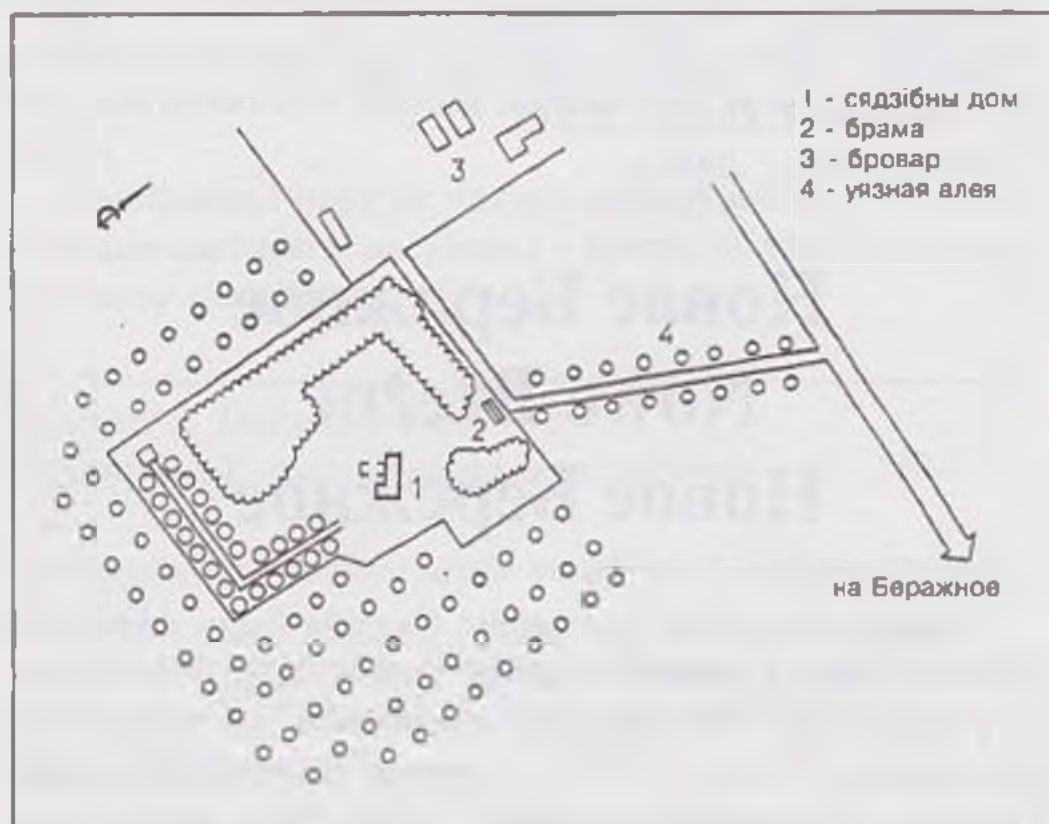 1 - сядзібны дом
2 - брама
3 - бровар
4 - уязная алея
3
4
2
1
на Беражное